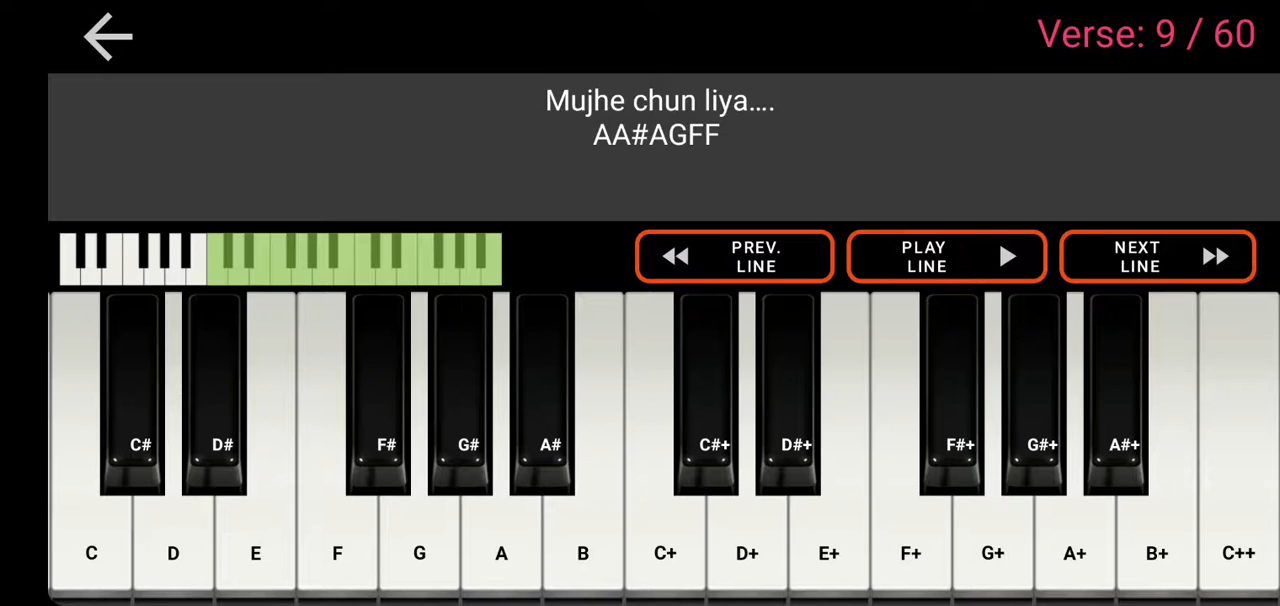 Verse: 9 / 60
Mujhe chun liya....
AA#AGFF
PREV.
LINE
PLAY
LINE
NEXT
LINE
C# D# F# G# A# C#+ D#+ F#+ G#+ A#+
C D E F G A B C+ D+ E+ F+ G+ A+ B+ C++